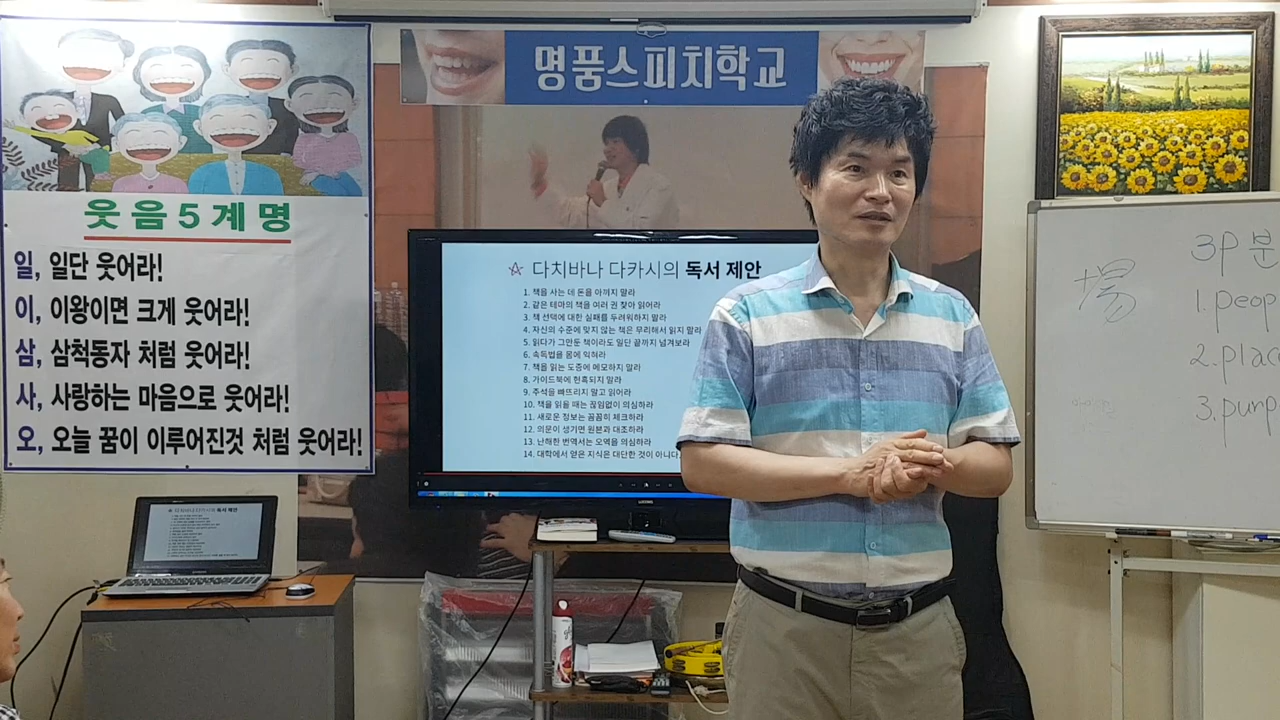 명품스피치학교
웃음5계명
일, 일단 웃어라!
이, 이왕이면 크게 웃어라!
삼, 삼척동자 처럼 웃어라!
사, 사랑하는 마음으로 웃어라!
오, 오늘 꿈이 이루어진것 처럼 웃어라!
☆ 다치바나 다카시의 독서 제안
1. 책을 사는 데 돈을 아끼지 말라
2. 같은 테마의 책을 여러 권 찾아 읽어라
3. 책 선택에 대한 실패를 두려워하지 말라
4. 자신의 수준에 맞지 않는 책은 무리해서 읽지 말라
5. 읽다가 그만둔 책이라도 일단 끝까지 넘겨보라
6. 속독법을 몸에 익혀라
7. 책을 읽는 도중에 메모하지 말라
8. 가이드북에 현혹되지 말라
9. 주석을 빠뜨리지 말고 읽어라
10. 책을 읽을 때는 끊임없이 의심하라
11. 새로운 정보는 꼼꼼히 체크하라
12. 의문이 생기면 원본과 대조하라
13. 난해한 번역서는 오역을 의심하라
14. 대학에서 얻은 지식은 대단한 것이 아니다
다치바나 다카시의 독서 제안
3P 분
場
1. peop
2. plac
3. purp